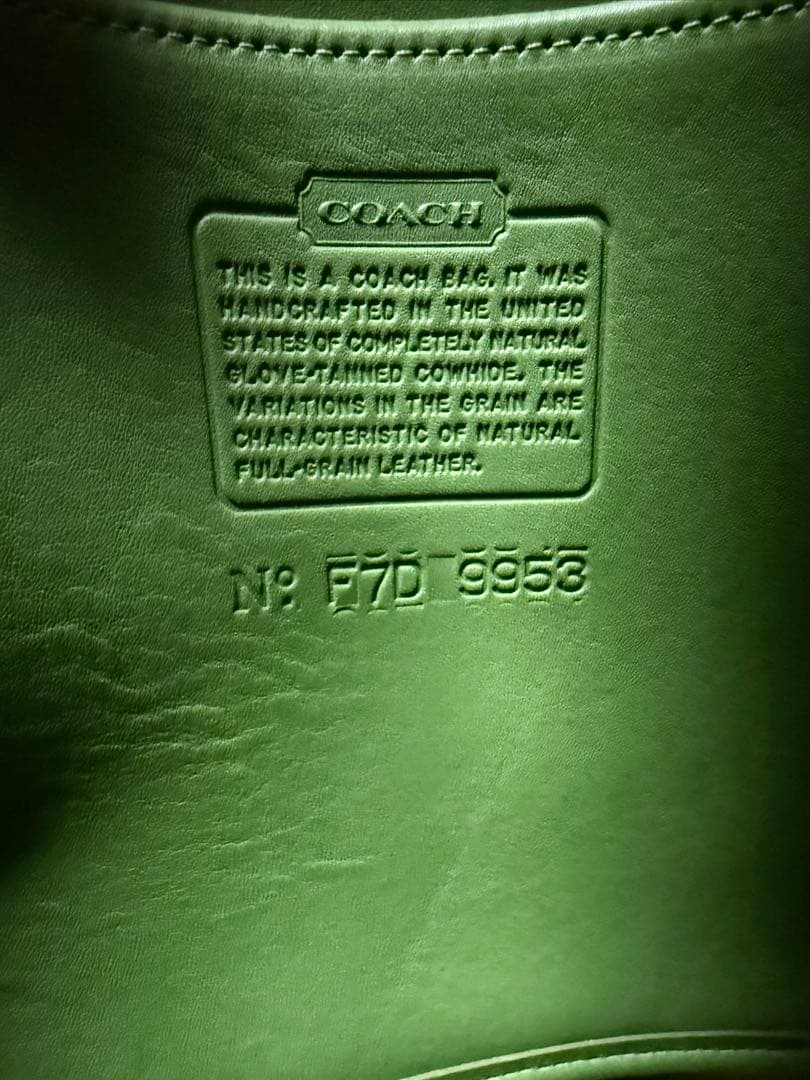 COACH
THIS IS A COACH BAG. IT WAS
HANDCRAFTED IN THE UNITED
STATES OF COMPLETELY NATURAL
GLOVE-TANNED COWHIDE. THE
VARIATIONS IN THE GRAIN ARE
CHARACTERISTIC OF NATURAL
FULL-GRAIN LEATHER.
Nº: F7D 9953